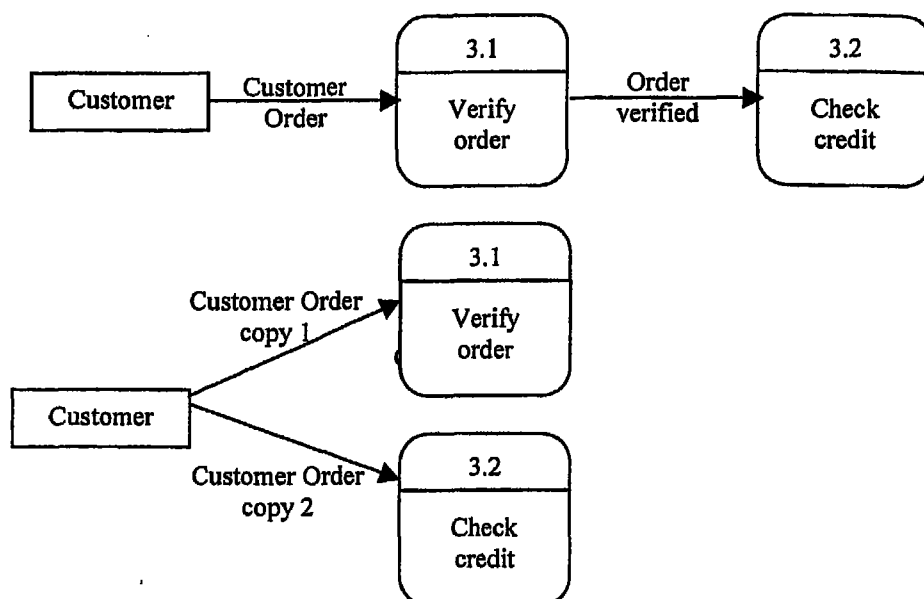 3.1
3.2
Customer
Customer
Order
Verify
order
Order
verified
Check
credit
3.1
Customer Order
copy 1
Verify
order
Customer
Customer Order
copy 2
3.2
Check
credit